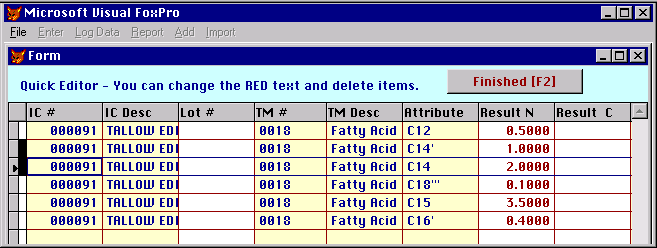 Microsoft Visual FoxPro
File Enter Log Data Report Add Import
Form
Quick Editor - You can change the RED text and delete items. Finished [F2]
IC # IC Desc Lot # TM # TM Desc Attribute Result N Result C
000091 TALLOW EDI 0018 Fatty Acid C12 0.5000
000091 TALLOW EDI 0018 Fatty Acid C14' 1.0000
000091 TALLOW EDI 0018 Fatty Acid C14 2.0000
000091 TALLOW EDI 0018 Fatty Acid C18''' 0.1000
000091 TALLOW EDI 0018 Fatty Acid C15 3.5000
000091 TALLOW EDI 0018 Fatty Acid C16' 0.4000